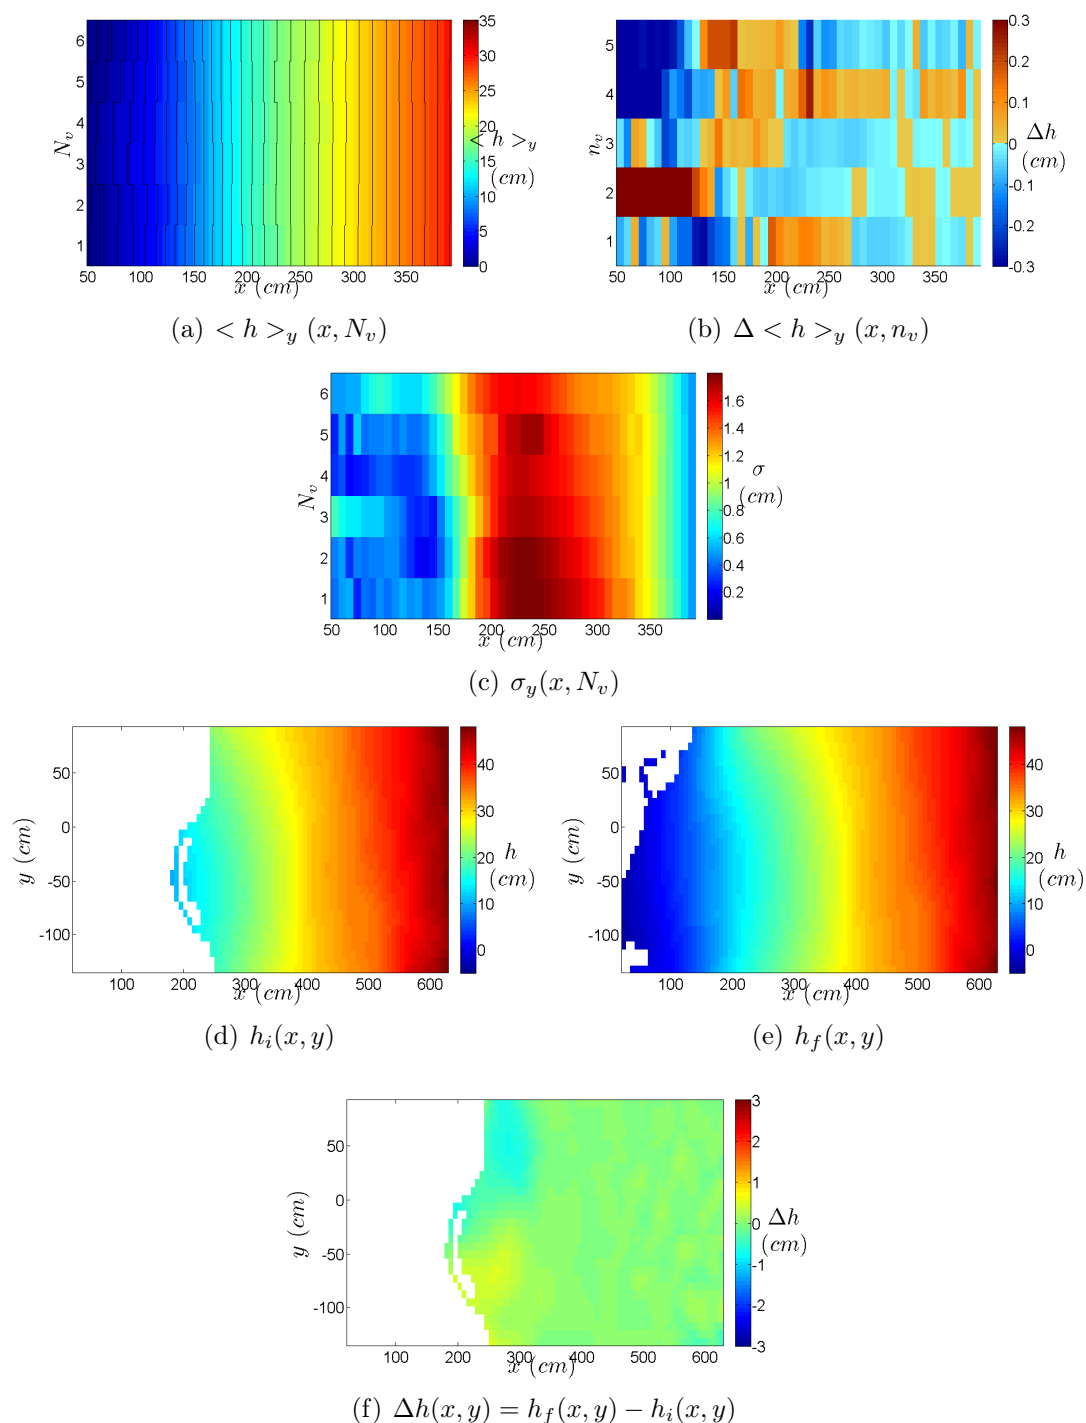 35
30
25
20
15
10
5
0
6
5
4
3
2
1
N_v
< h >_y
(cm)
50 100 150 200 250 300 350
x (cm)
(a) < h >_y (x, N_v)
0.3
0.2
0.1
0
-0.1
-0.2
-0.3
5
4
3
2
1
n_v
Δh
(cm)
50 100 150 200 250 300 350
x (cm)
(b) Δ < h >_y (x, n_v)
1.6
1.4
1.2
1
0.8
0.6
0.4
0.2
6
5
4
3
2
1
N_v
σ
(cm)
50 100 150 200 250 300 350
x (cm)
(c) σ_y(x, N_v)
50
0
-50
-100
y (cm)
40
30
20
10
0
h
(cm)
100 200 300 400 500 600
x (cm)
(d) h_i(x, y)
50
0
-50
-100
y (cm)
40
30
20
10
0
h
(cm)
100 200 300 400 500 600
x (cm)
(e) h_f(x, y)
50
0
-50
-100
y (cm)
3
2
1
0
-1
-2
-3
Δh
(cm)
100 200 300 400 500 600
x (cm)
(f) Δh(x, y) = h_f(x, y) − h_i(x, y)